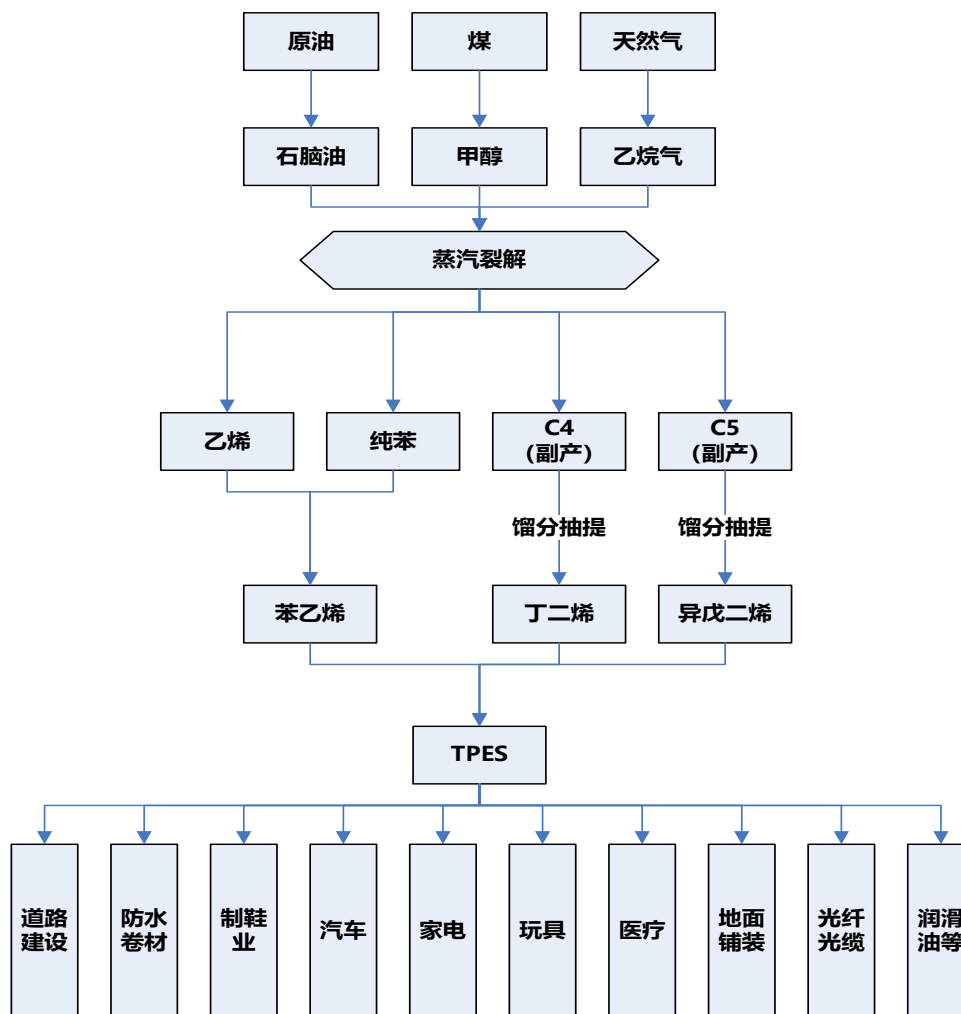 原油
煤
天然气
石脑油
甲醇
乙烷气
蒸汽裂解
乙烯
纯苯
C4
(副产)
C5
(副产)
馏分抽提
馏分抽提
苯乙烯
丁二烯
异戊二烯
TPES
道路
建设
防水
卷材
制鞋
业
汽车
家电
玩具
医疗
地面
铺装
光纤
光缆
润滑
油等